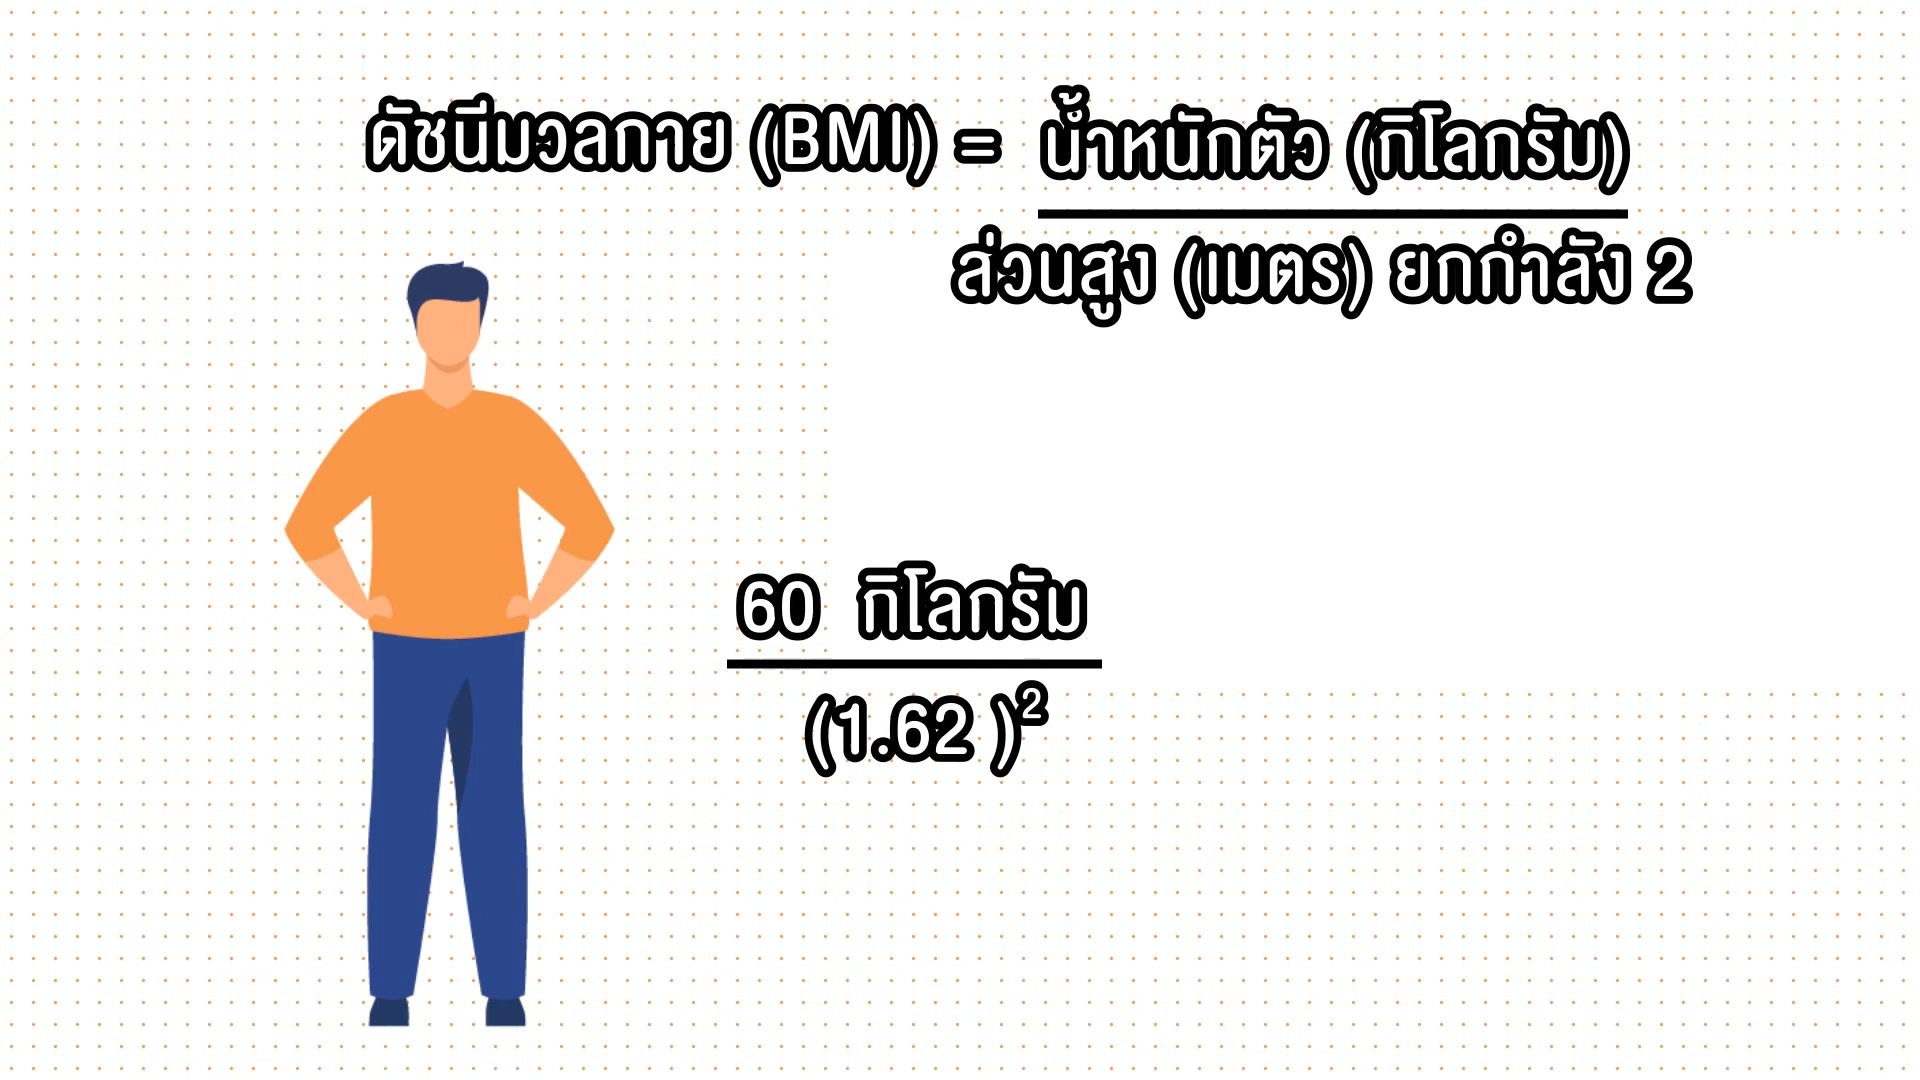 ดัชนีมวลกาย (BMI) = น้ำหนักตัว (กิโลกรัม)
ส่วนสูง (เมตร) ยกกำลัง 2
60 กิโลกรัม
(1.62 )²